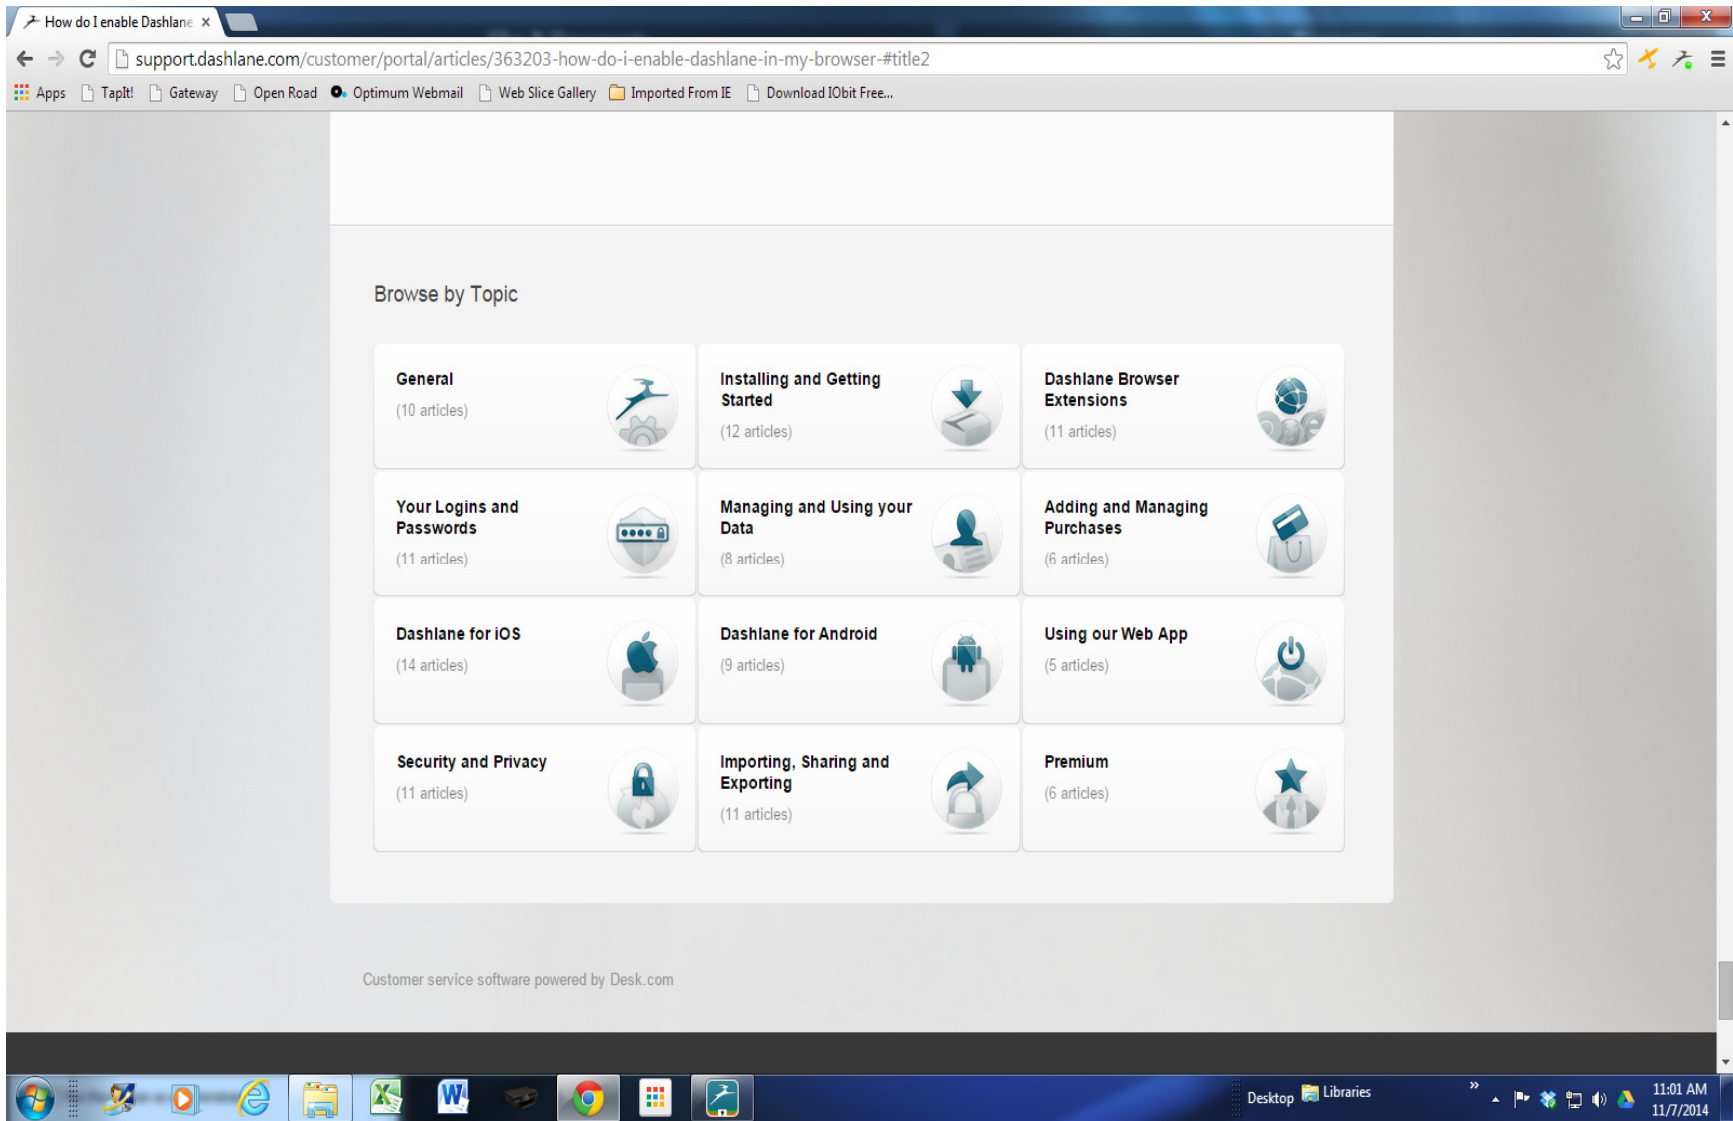 How do I enable Dashlane
support.dashlane.com/customer/portal/articles/363203-how-do-i-enable-dashlane-in-my-browser-#title2
Apps TapIt! Gateway Open Road Optimum Webmail Web Slice Gallery Imported From IE Download IObit Free...
Browse by Topic
General
(10 articles)
Installing and Getting
Started
(12 articles)
Dashlane Browser
Extensions
(11 articles)
Your Logins and
Passwords
(11 articles)
Managing and Using your
Data
(8 articles)
Adding and Managing
Purchases
(6 articles)
Dashlane for iOS
(14 articles)
Dashlane for Android
(9 articles)
Using our Web App
(5 articles)
Security and Privacy
(11 articles)
Importing, Sharing and
Exporting
(11 articles)
Premium
(6 articles)
Customer service software powered by Desk.com
Desktop Libraries
11:01 AM
11/7/2014